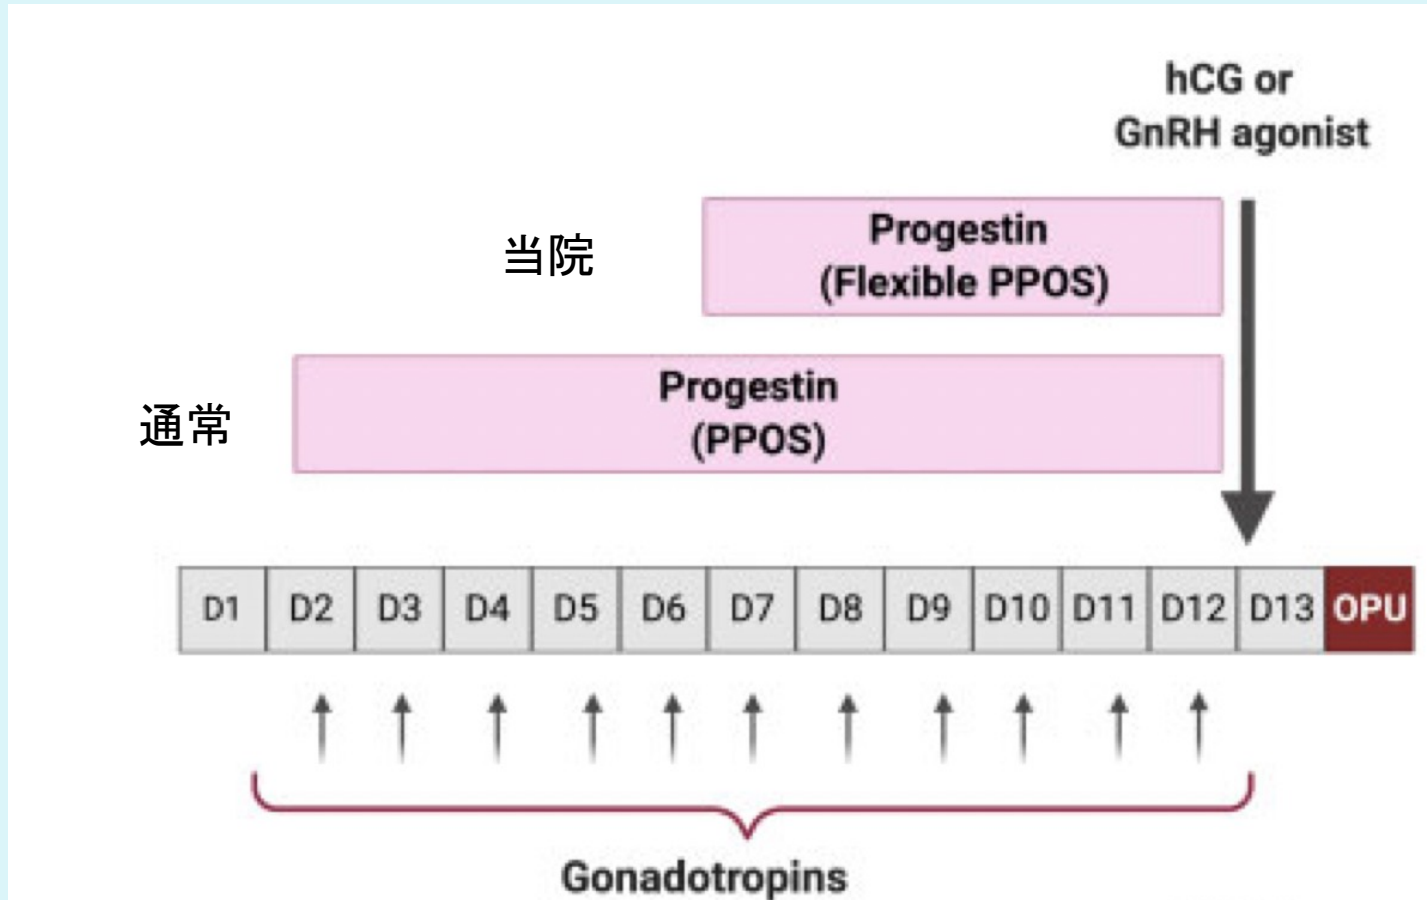 hCG or
GnRH agonist
当院
Progestin
(Flexible PPOS)
通常
Progestin
(PPOS)
D1 D2 D3 D4 D5 D6 D7 D8 D9 D10 D11 D12 D13 OPU
Gonadotropins